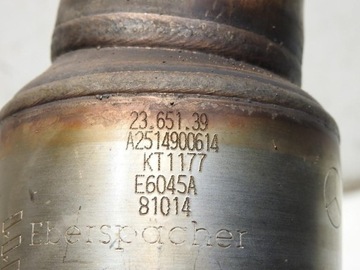 23.651.39
A2514900614
KT1177
E6045A
81014
Eberspächer